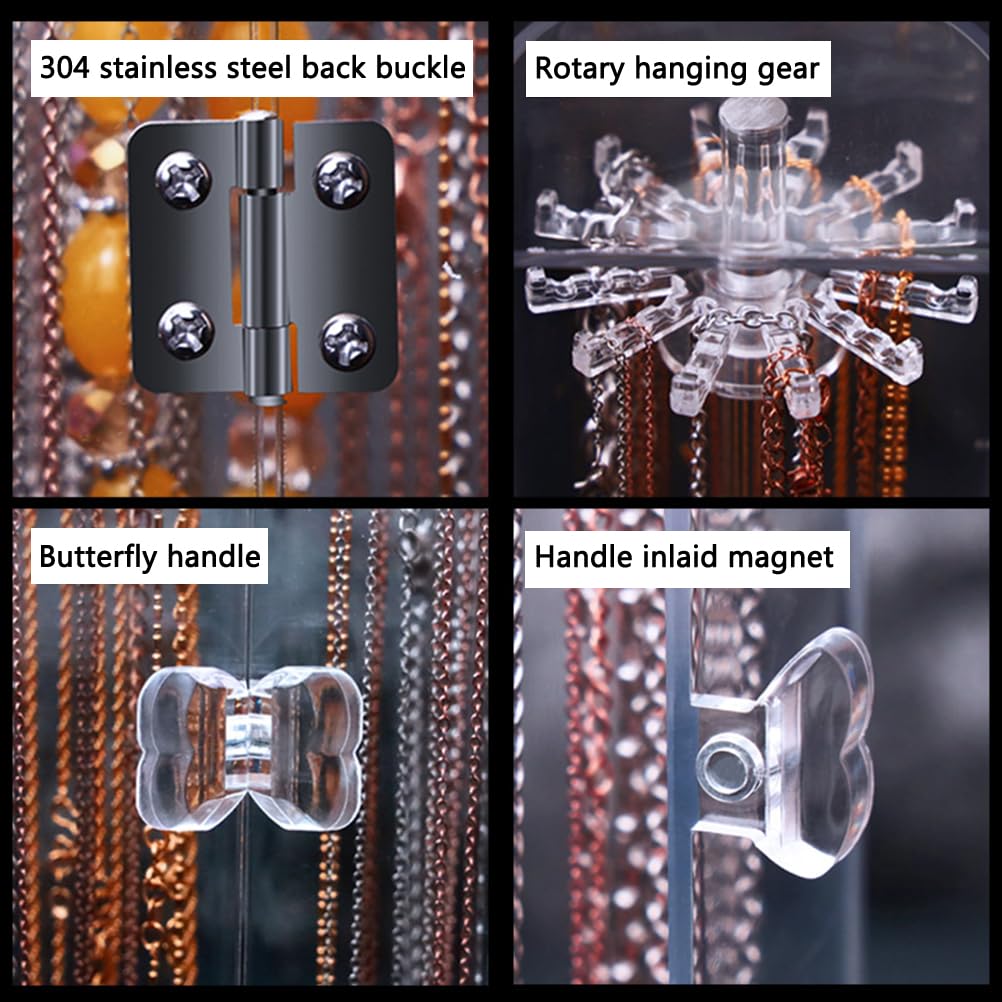 304 stainless steel back buckle
Rotary hanging gear
Butterfly handle
Handle inlaid magnet